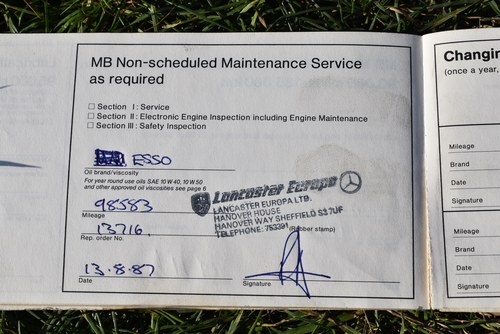 MB Non-scheduled Maintenance Service
as required
Section I: Service
Section II: Electronic Engine Inspection including Engine Maintenance
Section III: Safety Inspection
ESSO
Oil brand/viscosity
For year round use oils SAE 10 W 40, 10 W 50
and other approved oil viscosities see page 6
98583
Mileage
13716
Rep. order No.
13.8.87
Date
Lancaster Europa
LANCASTER EUROPA LTD.
HANOVER HOUSE
HANOVER WAY SHEFFIELD S3 7UF
TELEPHONE: 753391
(Rubber stamp)
Signature
Changin
(once a year,
Mileage
Brand
Date
Signature
Mileage
Brand
Date
Signature